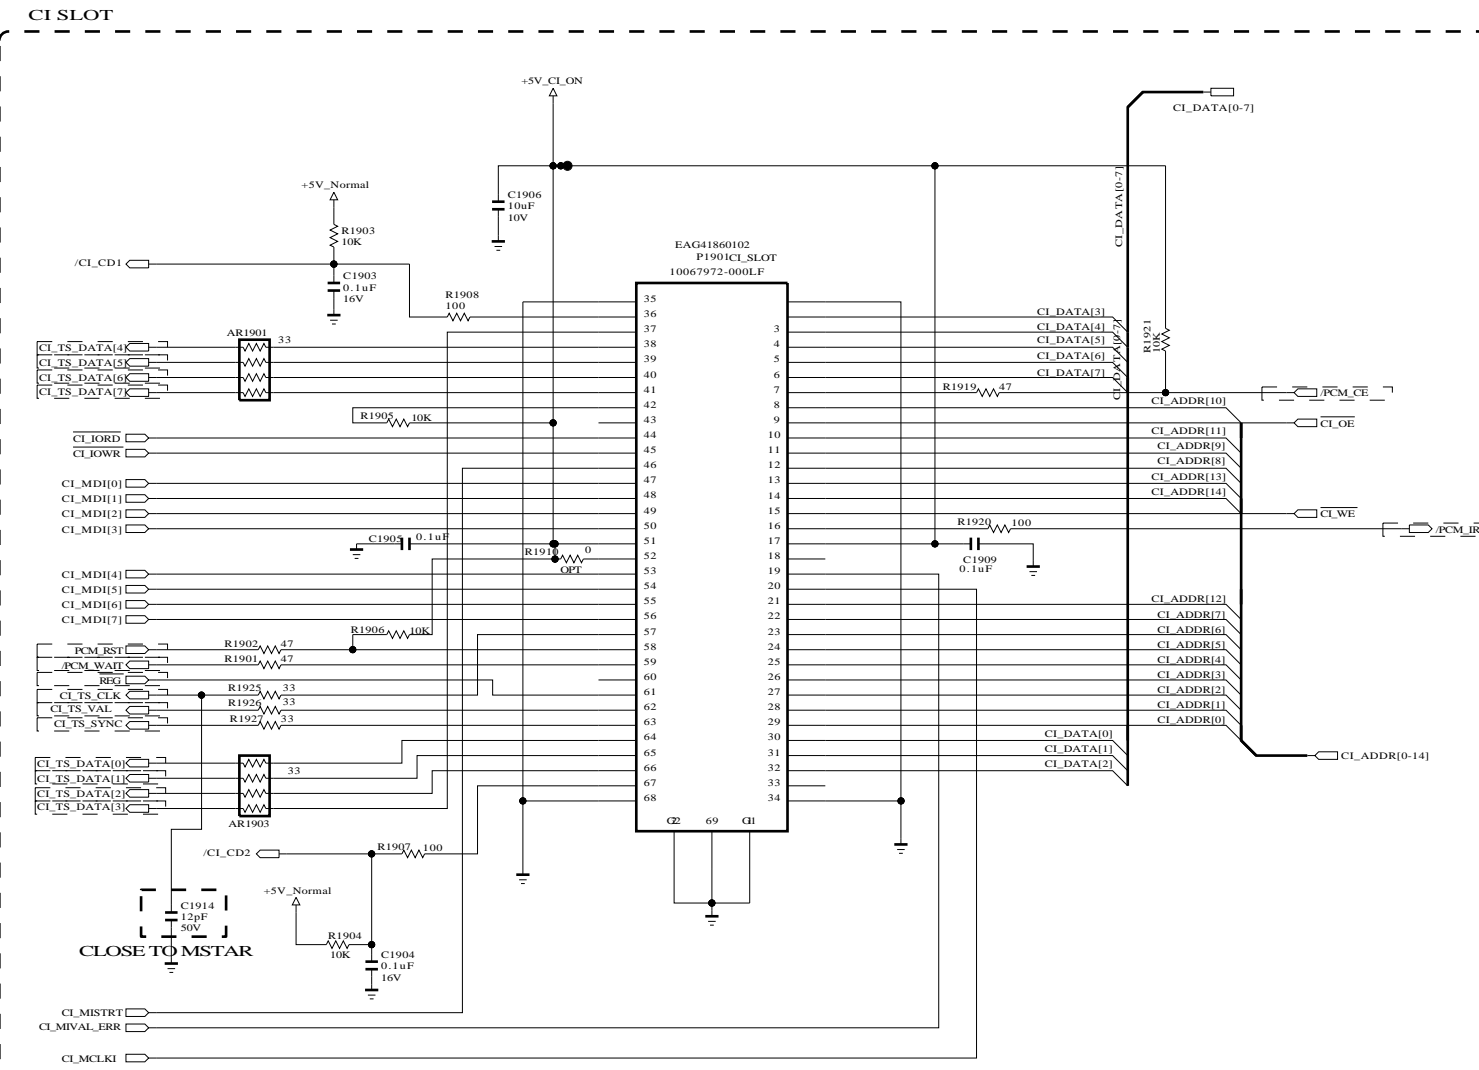 CI SLOT
+5V_CI_ON
CI_DATA[0-7]
CI_DATA[0-7]
+5V_Normal
C1906
10uF
10V
R1903
10K
/CI_CD1
C1903
0.1uF
16V
R1908
100
EAG41860102
P1901
CI_SLOT
10067972-000LF
AR1901
33
CI_TS_DATA[4]
CI_TS_DATA[5]
CI_TS_DATA[6]
CI_TS_DATA[7]
R1905
10K
CI_IORD
CI_IOWR
CI_MDI[0]
CI_MDI[1]
CI_MDI[2]
CI_MDI[3]
C1905
0.1uF
R1910
0
OPT
CI_MDI[4]
CI_MDI[5]
CI_MDI[6]
CI_MDI[7]
R1906
10K
PCM_RST
R1902
47
/PCM_WAIT
R1901
47
REG
CI_TS_CLK
R1925
33
CI_TS_VAL
R1926
33
CI_TS_SYNC
R1927
33
CI_TS_DATA[0]
CI_TS_DATA[1]
CI_TS_DATA[2]
CI_TS_DATA[3]
33
AR1903
/CI_CD2
R1907
100
+5V_Normal
R1904
10K
C1904
0.1uF
16V
C1914
12pF
50V
CLOSE TO MSTAR
CI_MISTRT
CI_MIVAL_ERR
CI_MCLKI
35
36
37
38
39
40
41
42
43
44
45
46
47
48
49
50
51
52
53
54
55
56
57
58
59
60
61
62
63
64
65
66
67
68
3
4
5
6
7
8
9
10
11
12
13
14
15
16
17
18
19
20
21
22
23
24
25
26
27
28
29
30
31
32
33
34
G2
69
G1
CI_DATA[3]
CI_DATA[4]
CI_DATA[5]
CI_DATA[6]
CI_DATA[7]
CI_DATA[0-7]
R1921
10K
R1919
47
/PCM_CE
CI_ADDR[10]
CI_OE
CI_ADDR[11]
CI_ADDR[9]
CI_ADDR[8]
CI_ADDR[13]
CI_ADDR[14]
CI_WE
R1920
100
/PCM_IR
C1909
0.1uF
CI_ADDR[12]
CI_ADDR[7]
CI_ADDR[6]
CI_ADDR[5]
CI_ADDR[4]
CI_ADDR[3]
CI_ADDR[2]
CI_ADDR[1]
CI_ADDR[0]
CI_DATA[0]
CI_DATA[1]
CI_DATA[2]
CI_ADDR[0-14]